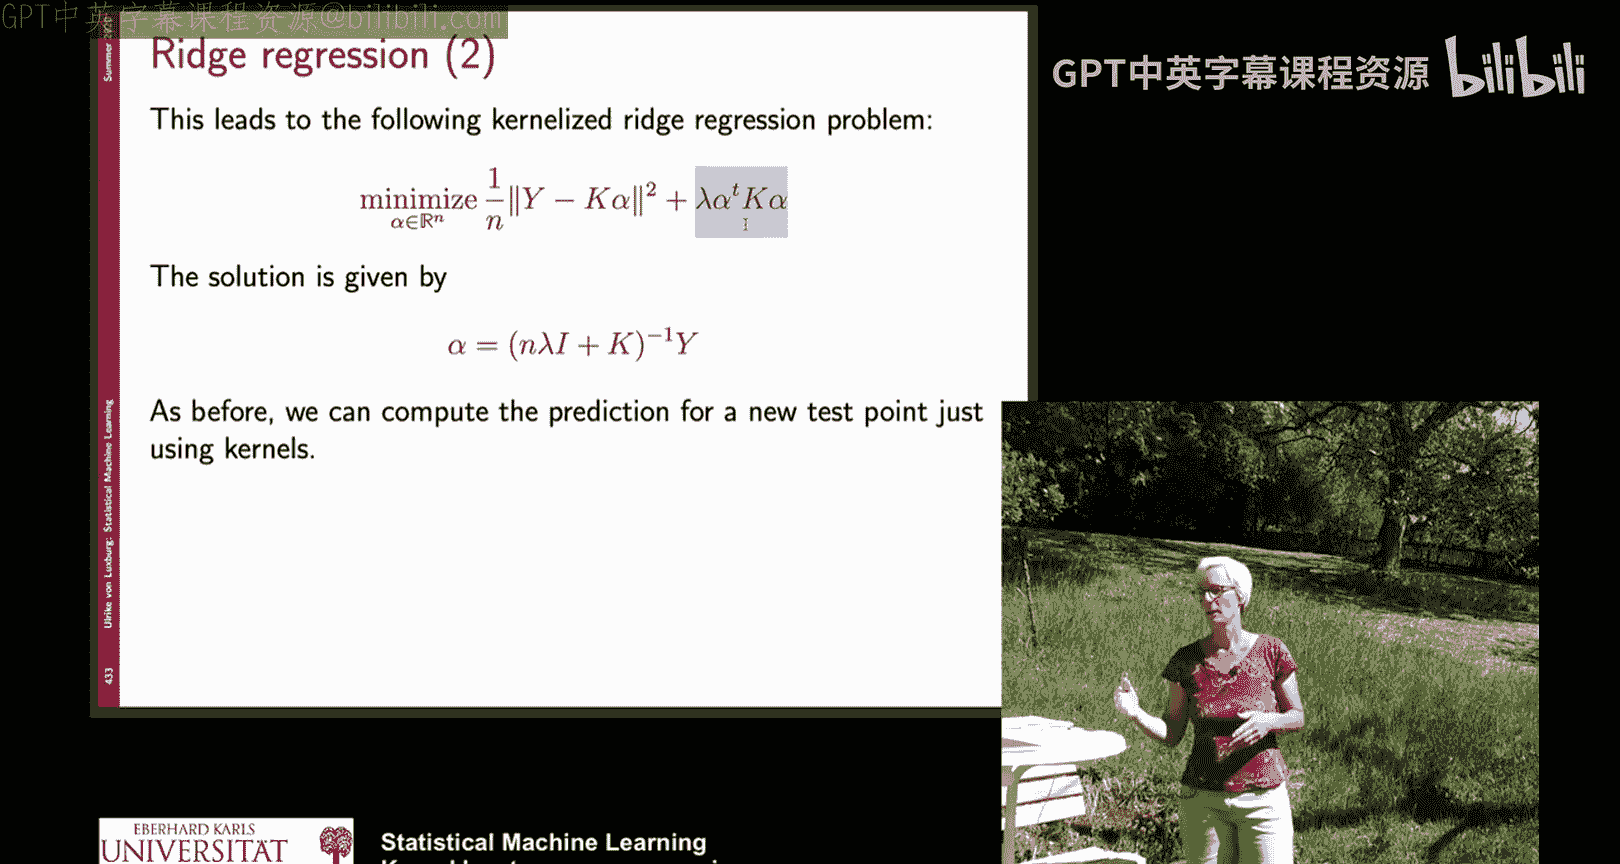 GPT中英字幕课程资源@bilibili.com
GPT中英字幕课程资源 bilibili
Ridge regression (2)
This leads to the following kernelized ridge regression problem:
minimize_{α∈ℝⁿ} 1/n ‖Y − Kα‖² + λαᵗKα
The solution is given by
α = (nλI + K)⁻¹Y
As before, we can compute the prediction for a new test point just
using kernels.
Ulrike von Luxburg: Statistical Machine Learning
433
EBERHARD KARLS
UNIVERSITÄT
Statistical Machine Learning